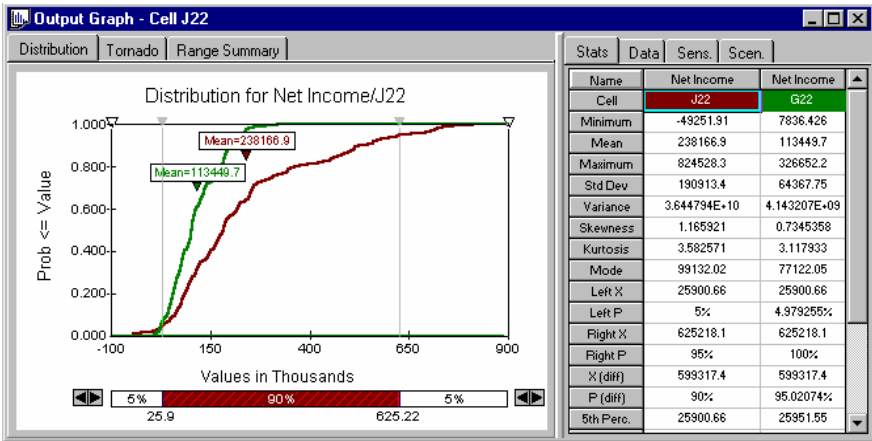 Output Graph - Cell J22
Distribution Tornado Range Summary
Distribution for Net Income/J22
1.000
0.800
0.600
0.400
0.200
0.000
Prob <= Value
Mean=238166.9
Mean=113449.7
-100 150 400 650 900
Values in Thousands
5% 90% 5%
25.9 625.22
Stats Data Sens. Scen.
Name Net Income Net Income
Cell J22 G22
Minimum -49251.91 7836.426
Mean 238166.9 113449.7
Maximum 824528.3 326652.2
Std Dev 190913.4 64367.75
Variance 3.644794E+10 4.143207E+09
Skewness 1.165921 0.7345358
Kurtosis 3.582571 3.117933
Mode 99132.02 77122.05
Left X 25900.66 25900.66
Left P 5% 4.979255%
Right X 625218.1 625218.1
Right P 95% 100%
X (diff) 599317.4 599317.4
P (diff) 90% 95.02074%
5th Perc. 25900.66 25951.55